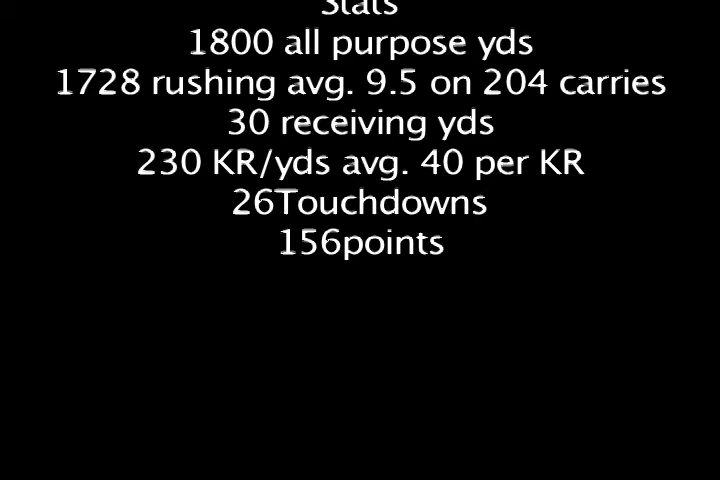 Stats
1800 all purpose yds
1728 rushing avg. 9.5 on 204 carries
30 receiving yds
230 KR/yds avg. 40 per KR
26Touchdowns
156points